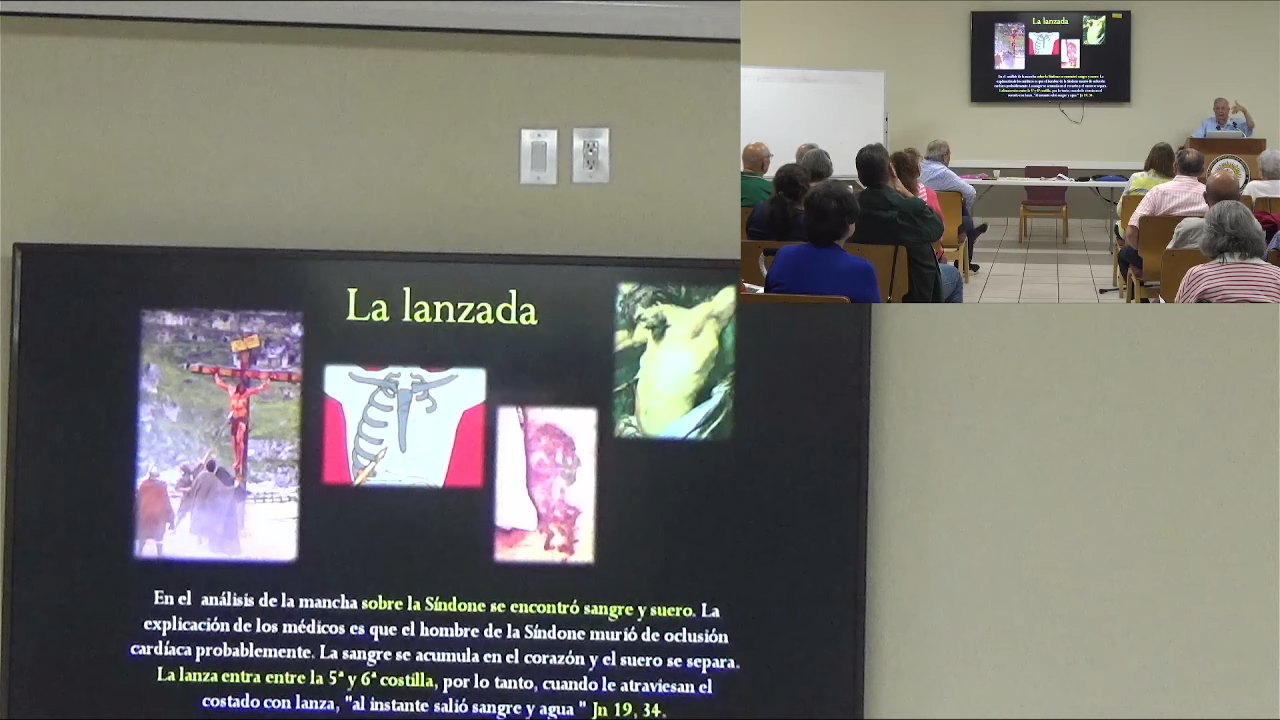 La lanzada
En el análisis de la mancha sobre la Síndone se encontró sangre y suero. La
explicación de los médicos es que el hombre de la Síndone murió de oclusión
cardíaca probablemente. La sangre se acumula en el corazón y el suero se separa.
La lanza entra entre la 5ª y 6ª costilla, por lo tanto, cuando le atraviesan el
costado con lanza, "al instante salió sangre y agua " Jn 19, 34.
La lanzada